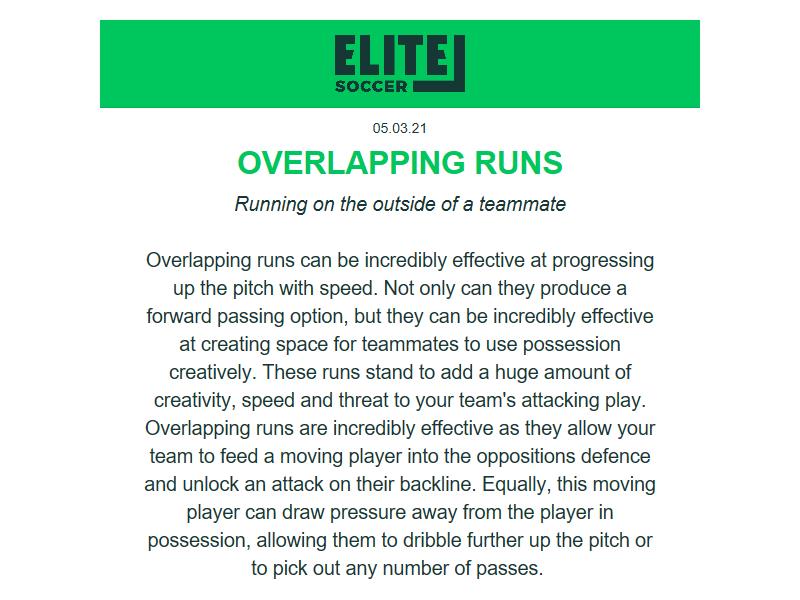 ELITE
SOCCER
05.03.21
OVERLAPPING RUNS
Running on the outside of a teammate
Overlapping runs can be incredibly effective at progressing
up the pitch with speed. Not only can they produce a
forward passing option, but they can be incredibly effective
at creating space for teammates to use possession
creatively. These runs stand to add a huge amount of
creativity, speed and threat to your team's attacking play.
Overlapping runs are incredibly effective as they allow your
team to feed a moving player into the oppositions defence
and unlock an attack on their backline. Equally, this moving
player can draw pressure away from the player in
possession, allowing them to dribble further up the pitch or
to pick out any number of passes.